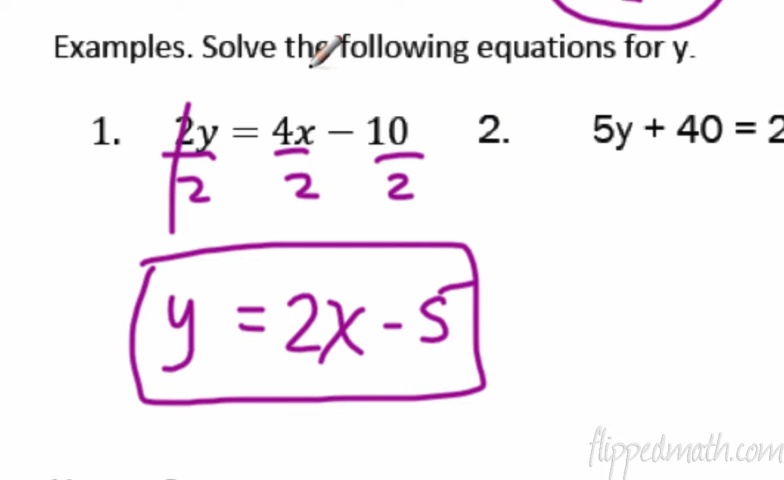 Examples. Solve the following equations for y.
1. 2y = 4x − 10
2 2 2
y = 2x - 5
2. 5y + 40 = 2
flippedmath.com